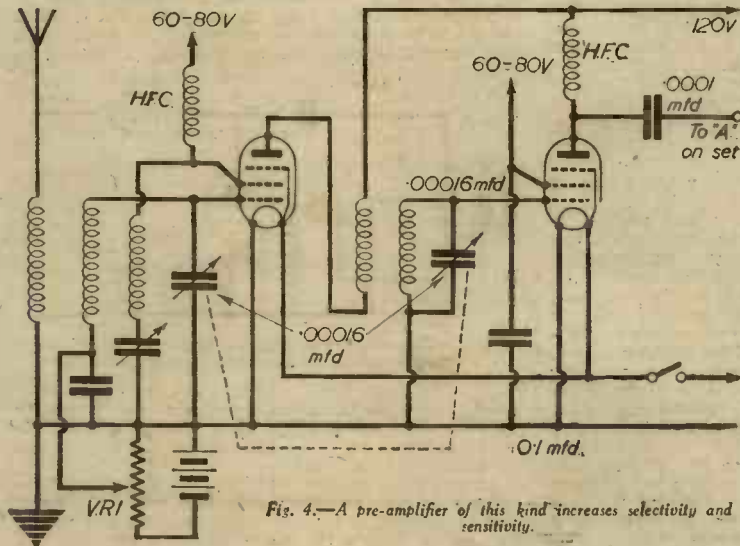 60-80V
120V
H.F.C.
60-80V
H.F.C.
.0001
mfd
To "A"
on set
.00016 mfd
.00016
mfd
0.1 mfd.
VR1
Fig. 4.—A pre-amplifier of this kind increases selectivity and
sensitivity.